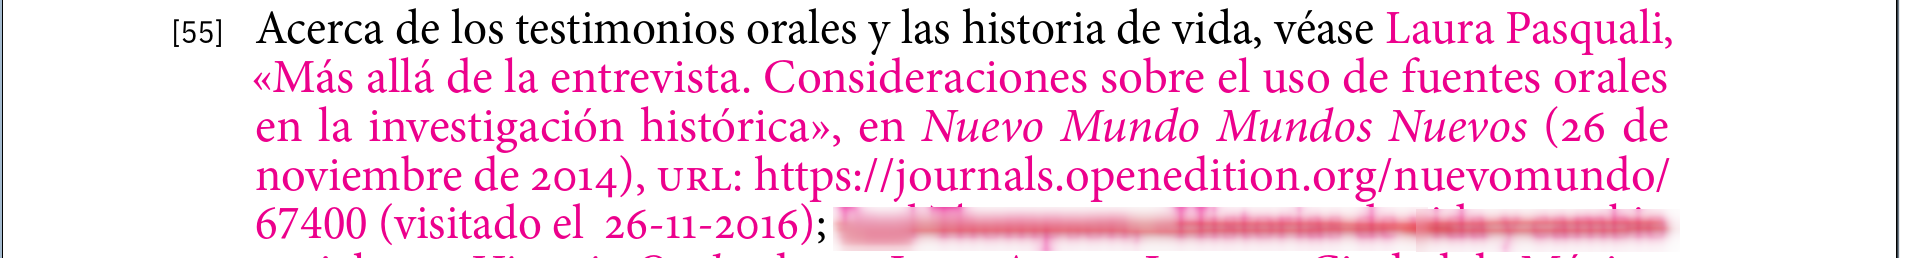 [55] Acerca de los testimonios orales y las historia de vida, véase Laura Pasquali,
«Más allá de la entrevista. Consideraciones sobre el uso de fuentes orales
en la investigación histórica», en Nuevo Mundo Mundos Nuevos (26 de
noviembre de 2014), URL: https://journals.openedition.org/nuevomundo/
67400 (visitado el 26-11-2016);